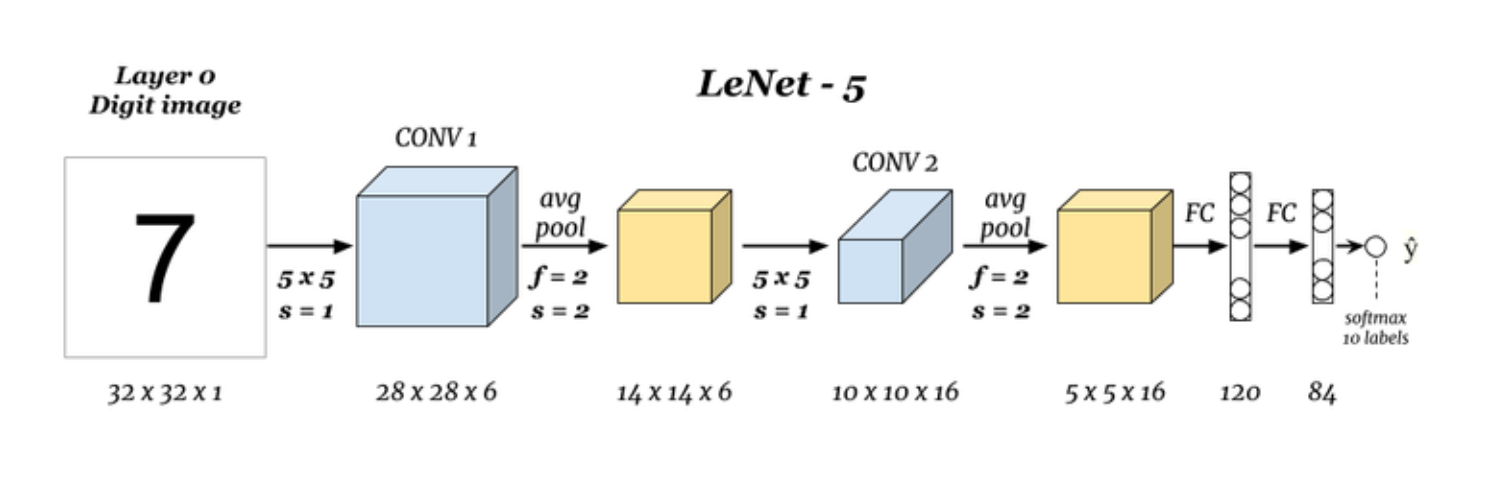 Layer 0
Digit image
LeNet - 5
CONV 1
CONV 2
7
avg
pool
avg
pool
FC
FC
ŷ
5 x 5
s = 1
f = 2
s = 2
5 x 5
s = 1
f = 2
s = 2
softmax
10 labels
32 x 32 x 1
28 x 28 x 6
14 x 14 x 6
10 x 10 x 16
5 x 5 x 16
120
84